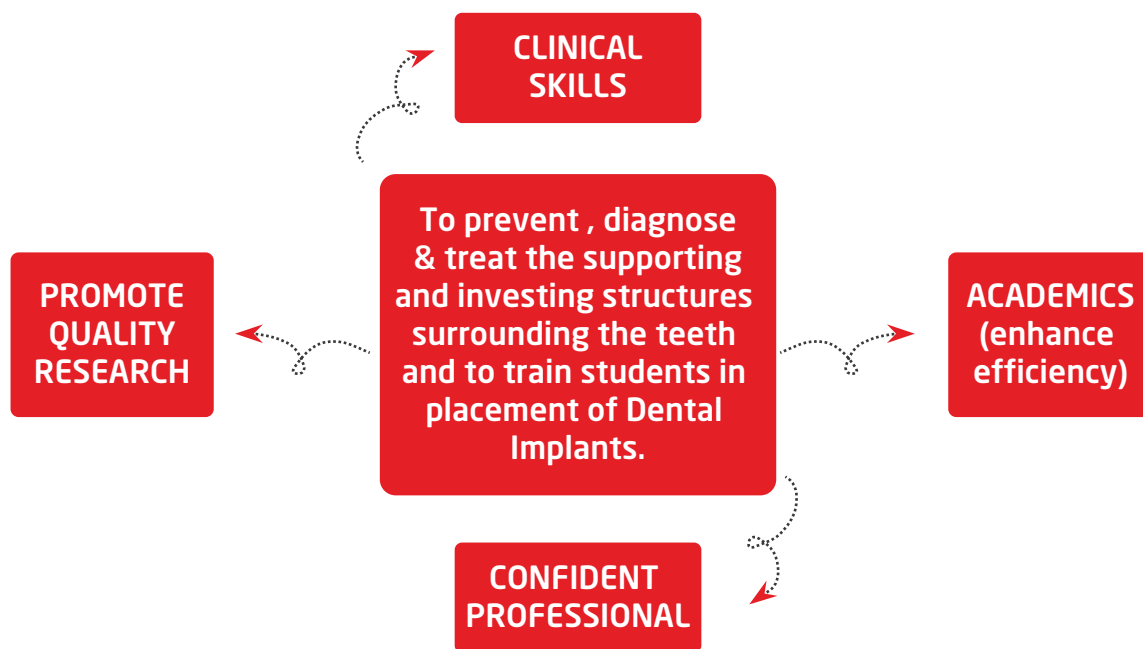 CLINICAL
SKILLS
To prevent , diagnose
& treat the supporting
and investing structures
surrounding the teeth
and to train students in
placement of Dental
Implants.
PROMOTE
QUALITY
RESEARCH
ACADEMICS
(enhance
efficiency)
CONFIDENT
PROFESSIONAL